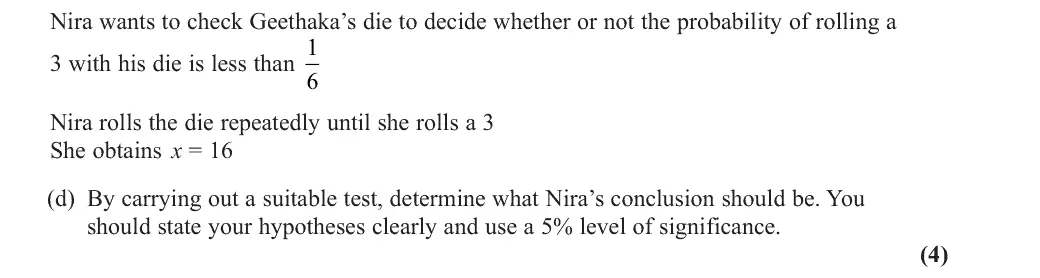 Nira wants to check Geethaka’s die to decide whether or not the probability of rolling a
3 with his die is less than 1/6
Nira rolls the die repeatedly until she rolls a 3
She obtains x = 16
(d) By carrying out a suitable test, determine what Nira’s conclusion should be. You
should state your hypotheses clearly and use a 5% level of significance.
(4)